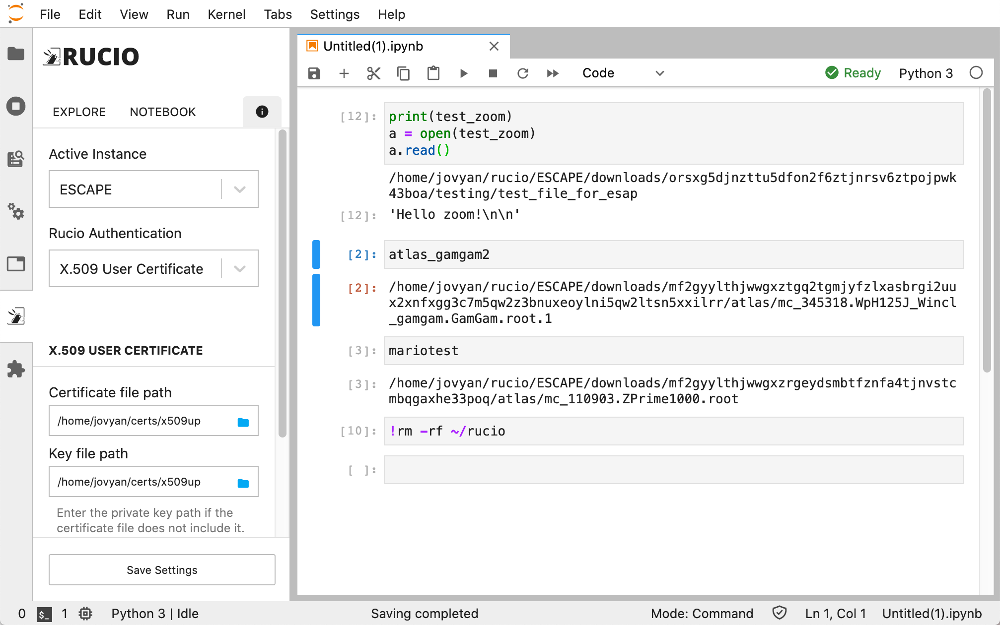 File Edit View Run Kernel Tabs Settings Help
RUCIO
EXPLORE NOTEBOOK
Active Instance
ESCAPE
Rucio Authentication
X.509 User Certificate
X.509 USER CERTIFICATE
Certificate file path
/home/jovyan/certs/x509up
Key file path
/home/jovyan/certs/x509up
Enter the private key path if the
certificate file does not include it.
Save Settings
Untitled(1).ipynb
Code Ready Python 3
[12]: print(test_zoom)
a = open(test_zoom)
a.read()
/home/jovyan/rucio/ESCAPE/downloads/orsxg5djnzttu5dfon2f6ztjnrsv6ztpojpwk
43boa/testing/test_file_for_esap
[12]: 'Hello zoom!\n\n'
[2]: atlas_gamgam2
[2]: /home/jovyan/rucio/ESCAPE/downloads/mf2gyylthjwwgxztgq2tgmjyfzlxasbrgi2uu
x2xnfxgg3c7m5qw2z3bnuxeoylni5qw2ltsn5xxilrr/atlas/mc_345318.WpH125J_Wincl
_gamgam.GamGam.root.1
[3]: mariotest
[3]: /home/jovyan/rucio/ESCAPE/downloads/mf2gyylthjwwgxzrgeydsmbtfznfa4tjnvstc
mbqgaxhe33poq/atlas/mc_110903.ZPrime1000.root
[10]: !rm -rf ~/rucio
[ ]:
0 $_ 1 Python 3 | Idle Saving completed Mode: Command Ln 1, Col 1 Untitled(1).ipynb